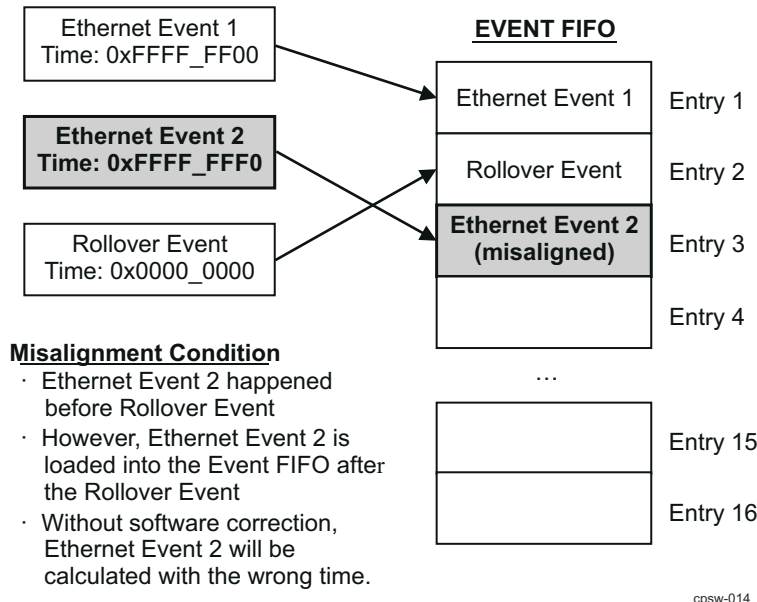 Ethernet Event 1
Time: 0xFFFF_FF00
Ethernet Event 2
Time: 0xFFFF_FFF0
Rollover Event
Time: 0x0000_0000
EVENT FIFO
Ethernet Event 1
Entry 1
Rollover Event
Entry 2
Ethernet Event 2
(misaligned)
Entry 3
Entry 4
...
Entry 15
Entry 16
Misalignment Condition
· Ethernet Event 2 happened
before Rollover Event
· However, Ethernet Event 2 is
loaded into the Event FIFO after
the Rollover Event
· Without software correction,
Ethernet Event 2 will be
calculated with the wrong time.
cpsw-014